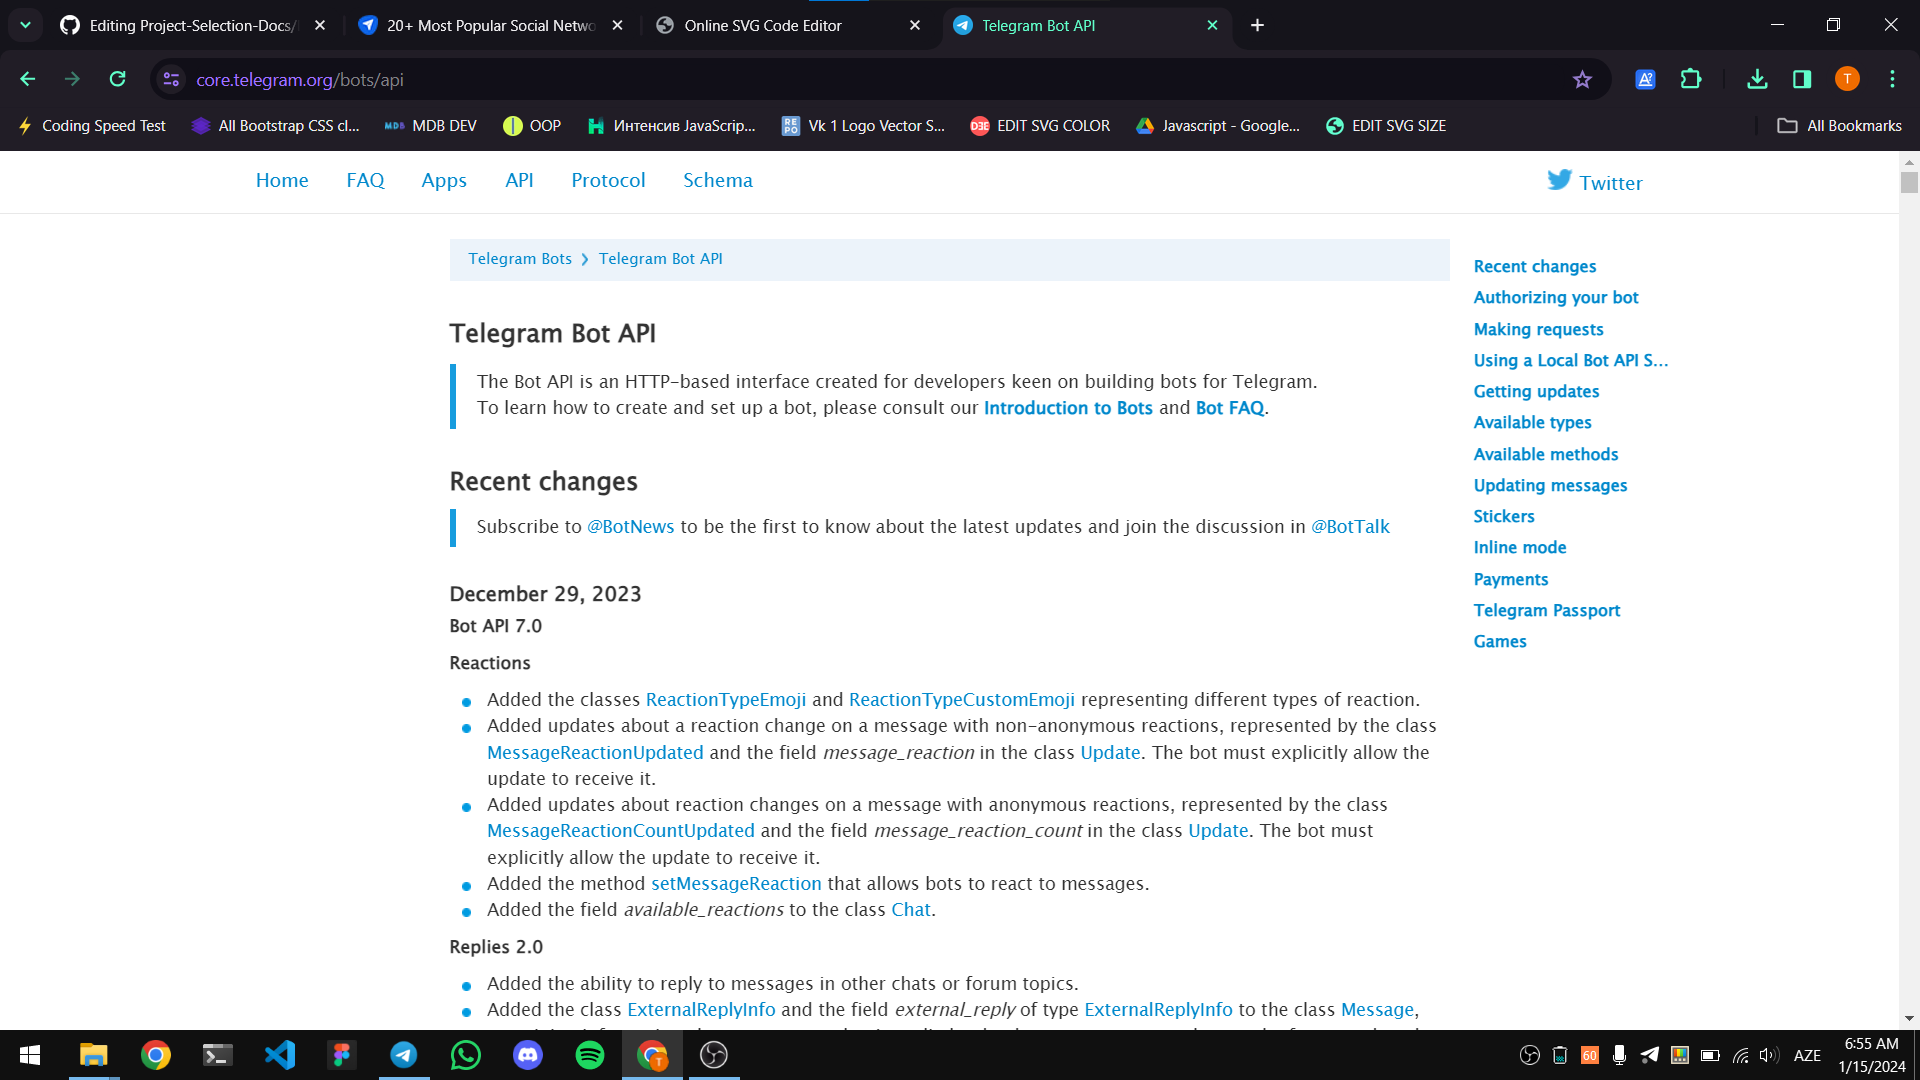 Editing Project-Selection-Docs/
20+ Most Popular Social Netwo
Online SVG Code Editor
Telegram Bot API
core.telegram.org/bots/api
T
Coding Speed Test
All Bootstrap CSS cl...
MDB MDB DEV
OOP
Интенсив JavaScrip...
REPO Vk 1 Logo Vector S...
EDIT SVG COLOR
Javascript - Google...
EDIT SVG SIZE
All Bookmarks
Home FAQ Apps API Protocol Schema
Twitter
Telegram Bots > Telegram Bot API
Telegram Bot API
The Bot API is an HTTP-based interface created for developers keen on building bots for Telegram.
To learn how to create and set up a bot, please consult our Introduction to Bots and Bot FAQ.
Recent changes
Subscribe to @BotNews to be the first to know about the latest updates and join the discussion in @BotTalk
December 29, 2023
Bot API 7.0
Reactions
Added the classes ReactionTypeEmoji and ReactionTypeCustomEmoji representing different types of reaction.
Added updates about a reaction change on a message with non-anonymous reactions, represented by the class
MessageReactionUpdated and the field message_reaction in the class Update. The bot must explicitly allow the
update to receive it.
Added updates about reaction changes on a message with anonymous reactions, represented by the class
MessageReactionCountUpdated and the field message_reaction_count in the class Update. The bot must
explicitly allow the update to receive it.
Added the method setMessageReaction that allows bots to react to messages.
Added the field available_reactions to the class Chat.
Replies 2.0
Added the ability to reply to messages in other chats or forum topics.
Added the class ExternalReplyInfo and the field external_reply of type ExternalReplyInfo to the class Message,
Recent changes
Authorizing your bot
Making requests
Using a Local Bot API S...
Getting updates
Available types
Available methods
Updating messages
Stickers
Inline mode
Payments
Telegram Passport
Games
T
60
AZE
6:55 AM
1/15/2024